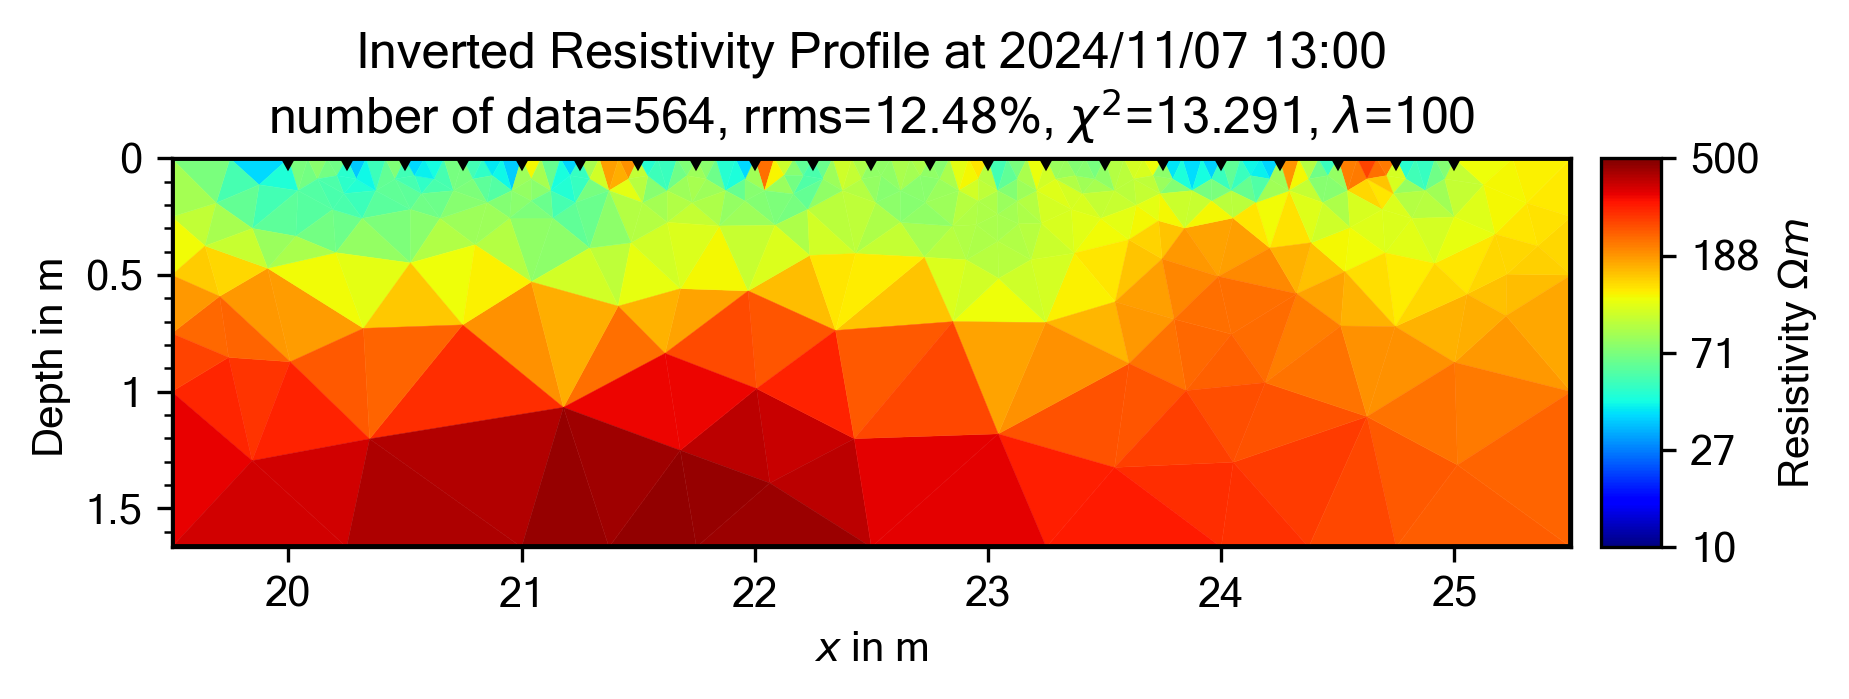 Inverted Resistivity Profile at 2024/11/07 13:00
number of data=564, rrms=12.48%, χ²=13.291, λ=100
0
0.5
1
1.5
Depth in m
20 21 22 23 24 25
x in m
500
188
71
27
10
Resistivity Ωm